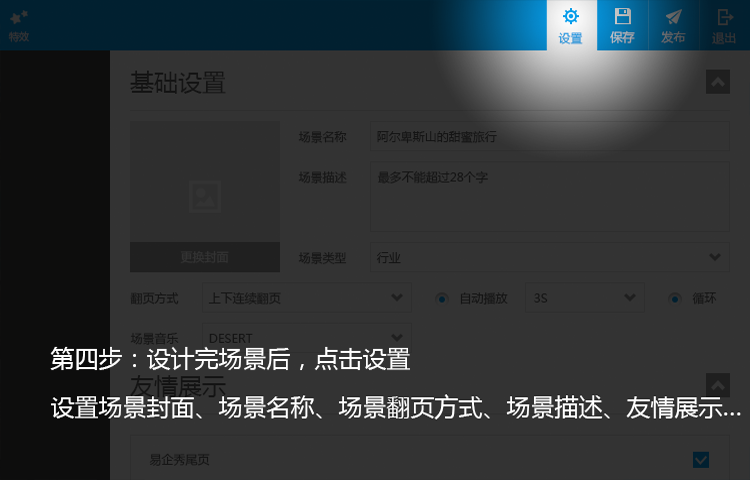 特效
设置
保存
发布
退出
基础设置
场景名称
阿尔卑斯山的甜蜜旅行
场景描述
最多不能超过28个字
更换封面
场景类型
行业
翻页方式
上下连续翻页
自动播放
3S
循环
场景音乐
DESERT
第四步：设计完场景后，点击设置
友情展示
设置场景封面、场景名称、场景翻页方式、场景描述、友情展示...
易企秀尾页